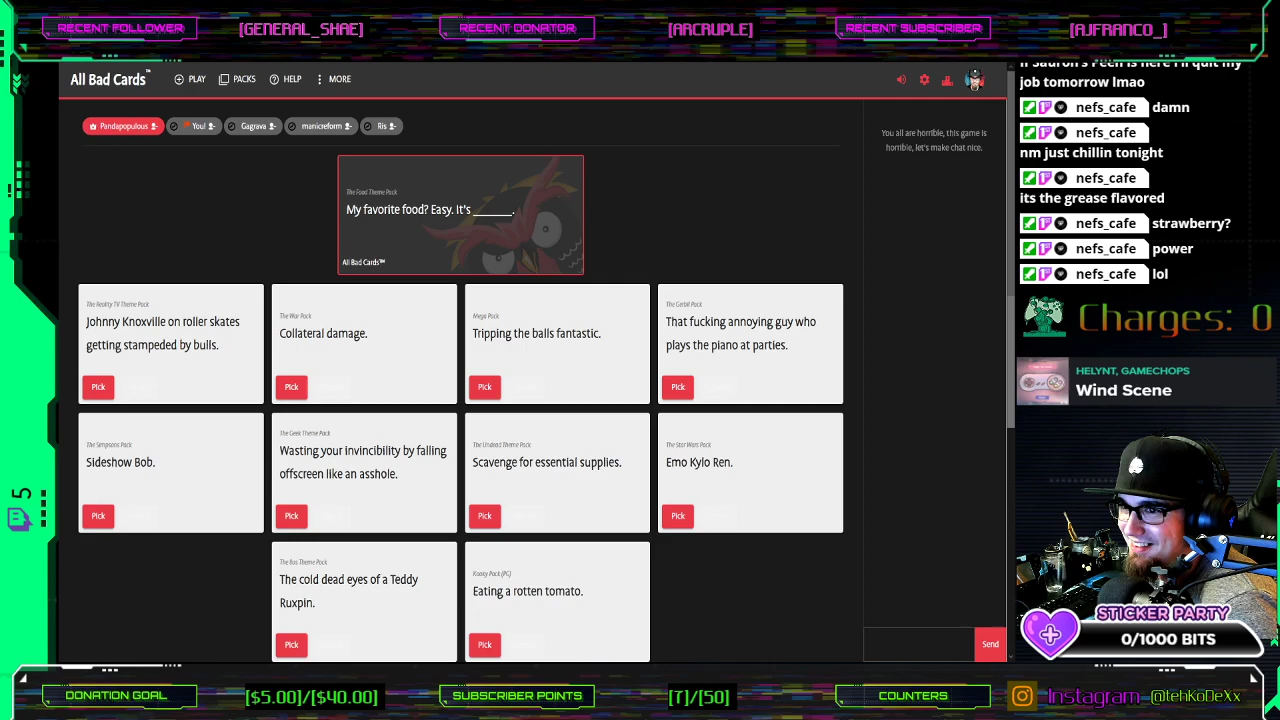 RECENT FOLLOWER
[GENERAL_SHAE]
RECENT DONATOR
[ARCRUPLE]
RECENT SUBSCRIBER
[AJFRANCO_]
All Bad Cards™
PLAY
PACKS
HELP
MORE
Pandapopulous
You!
Gagrava
manicreform
Ris
The Food Theme Pack
My favorite food? Easy. It's _______.
All Bad Cards™
The Reality TV Theme Pack
Johnny Knoxville on roller skates
getting stampeded by bulls.
Pick
The War Pack
Collateral damage.
Pick
Mega Pack
Tripping the balls fantastic.
Pick
The Gerbil Pack
That fucking annoying guy who
plays the piano at parties.
Pick
The Simpsons Pack
Sideshow Bob.
Pick
The Geek Theme Pack
Wasting your invincibility by falling
offscreen like an asshole.
Pick
The Undead Theme Pack
Scavenge for essential supplies.
Pick
The Star Wars Pack
Emo Kylo Ren.
Pick
The 80s Theme Pack
The cold dead eyes of a Teddy
Ruxpin.
Pick
Kooky Pack (PG)
Eating a rotten tomato.
Pick
You all are horrible, this game is
horrible, let's make chat nice.
Send
job tomorrow lmao
nefs_cafe damn
nefs_cafe
nm just chillin tonight
nefs_cafe
its the grease flavored
nefs_cafe strawberry?
nefs_cafe power
nefs_cafe lol
Charges: 0
HELYNT, GAMECHOPS
Wind Scene
STICKER PARTY
0/1000 BITS
5
DONATION GOAL
[$5.00]/[$40.00]
SUBSCRIBER POINTS
[7]/[50]
COUNTERS
Instagram @tehKoDeXx